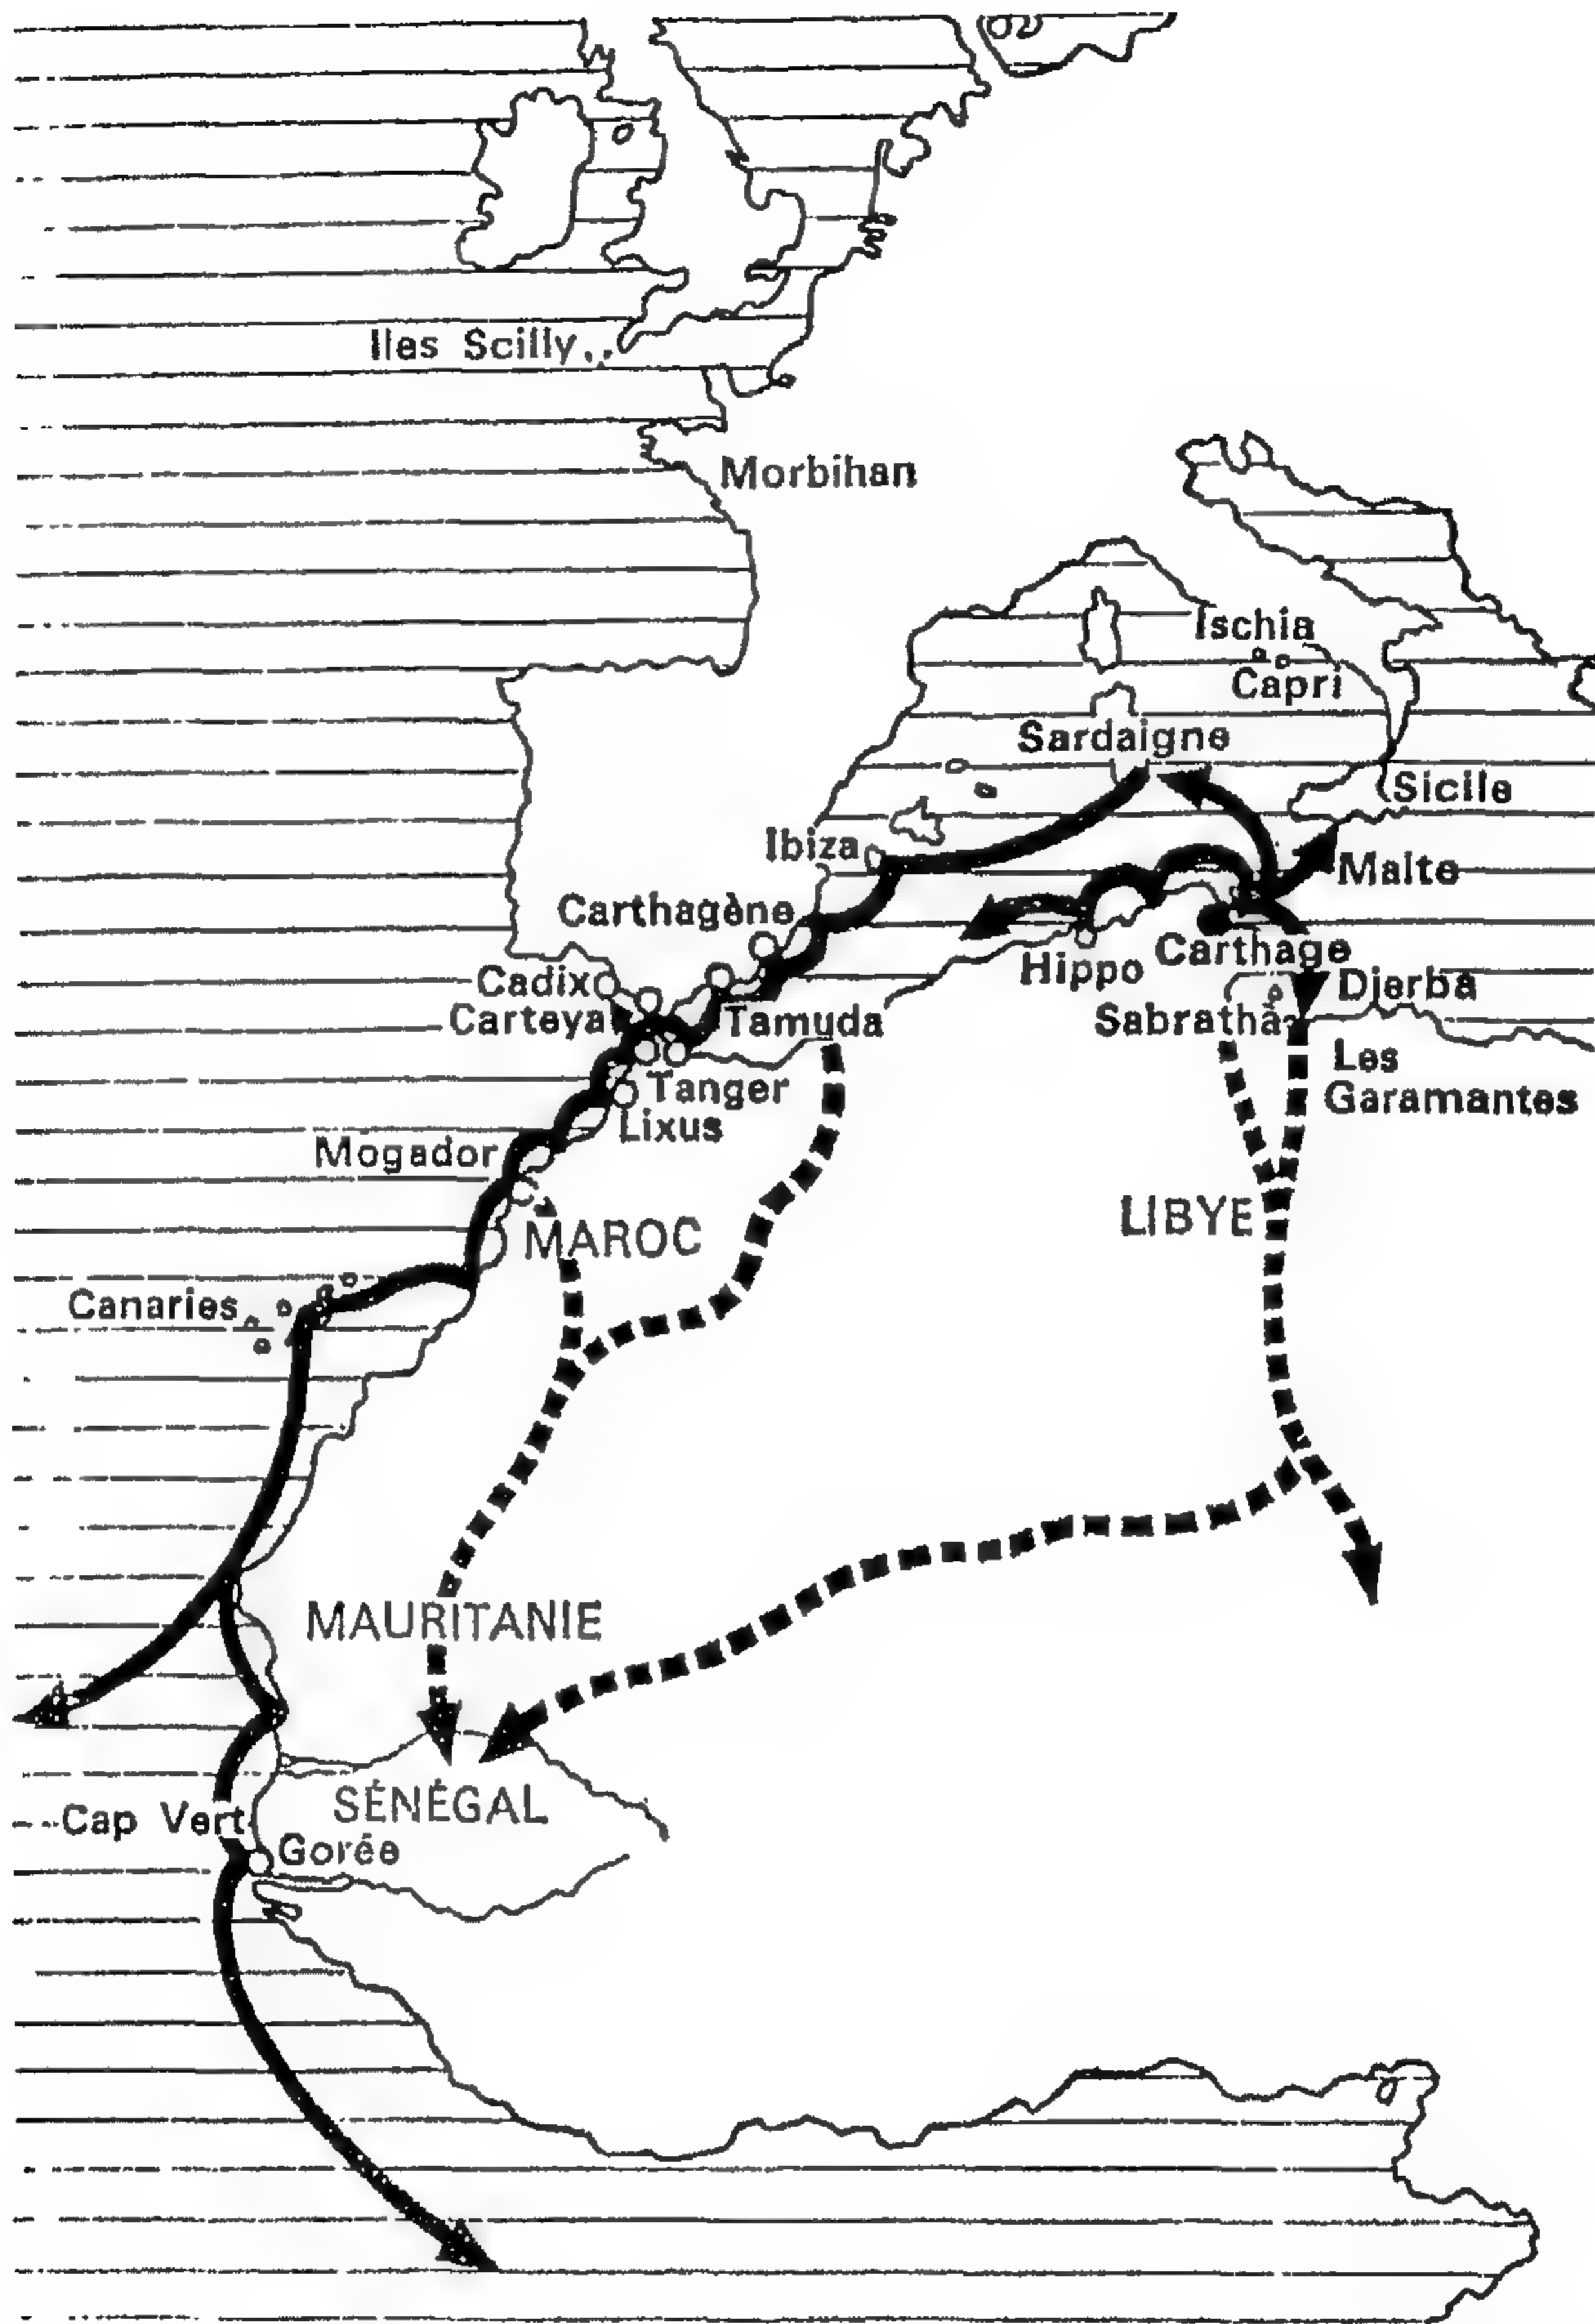 Iles Scilly
Morbihan
Ischia
Capri
Sardaigne
Sicile
Ibiza
Malte
Carthagène
Carthage
Hippo
Cadix
Djerba
Carteya
Tamuda
Sabratha
Les
Garamantes
Tanger
Lixus
Mogador
LIBYE
MAROC
Canaries
MAURITANIE
SÉNÉGAL
Cap Vert
Gorée